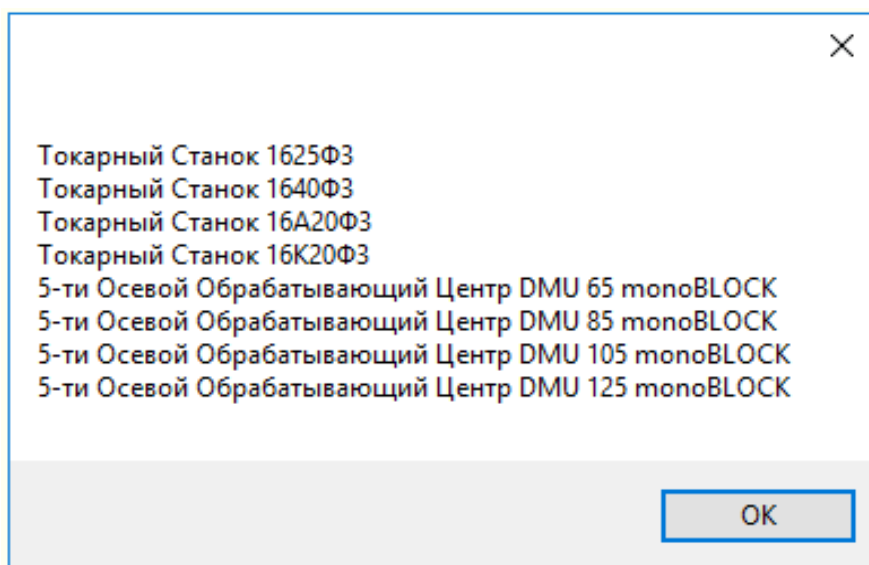 Токарный Станок 1625Ф3
Токарный Станок 1640Ф3
Токарный Станок 16А20Ф3
Токарный Станок 16К20Ф3
5-ти Осевой Обрабатывающий Центр DMU 65 monoBLOCK
5-ти Осевой Обрабатывающий Центр DMU 85 monoBLOCK
5-ти Осевой Обрабатывающий Центр DMU 105 monoBLOCK
5-ти Осевой Обрабатывающий Центр DMU 125 monoBLOCK
ОК